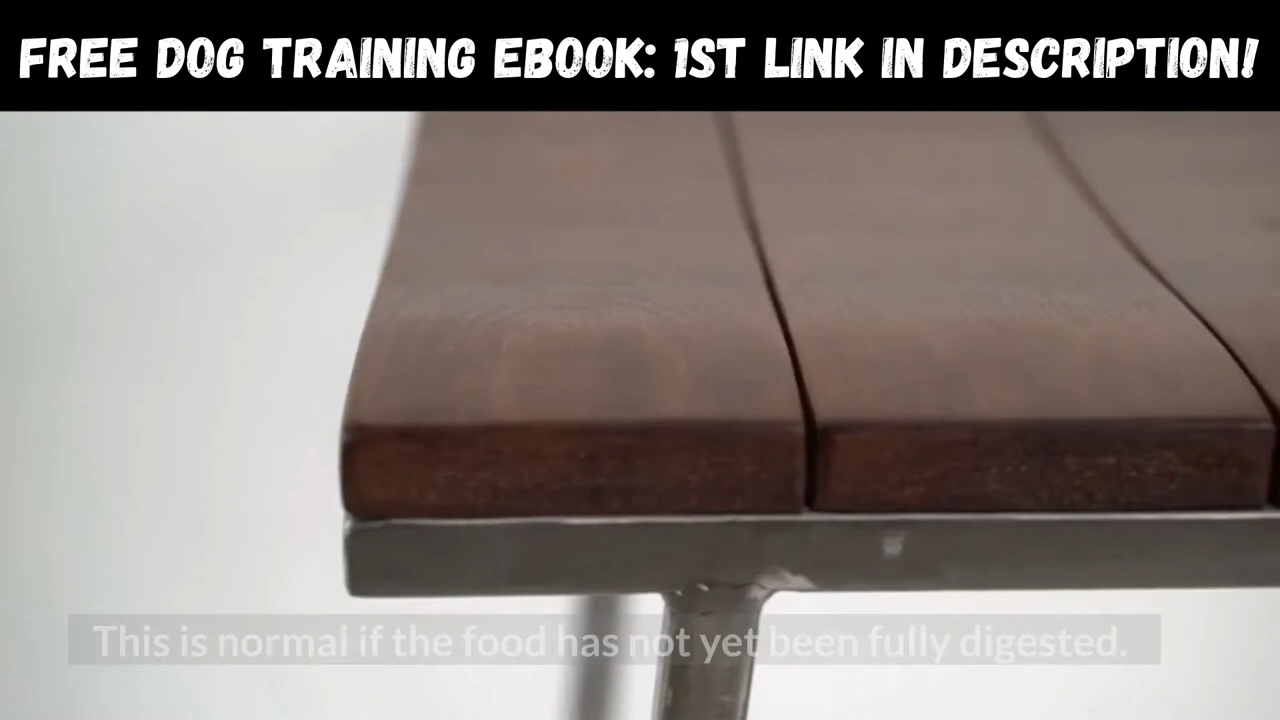 FREE DOG TRAINING EBOOK: 1ST LINK IN DESCRIPTION!
This is normal if the food has not yet been fully digested.